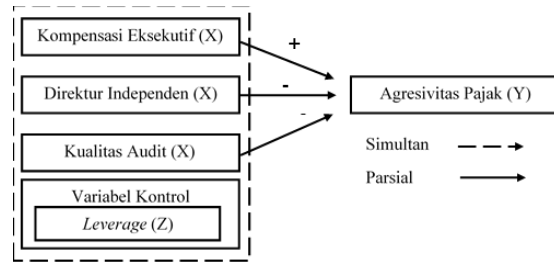 Kompensasi Eksekutif (X)
+
Direktur Independen (X)
-
Agresivitas Pajak (Y)
-
Kualitas Audit (X)
Simultan
Variabel Kontrol
Parsial
Leverage (Z)